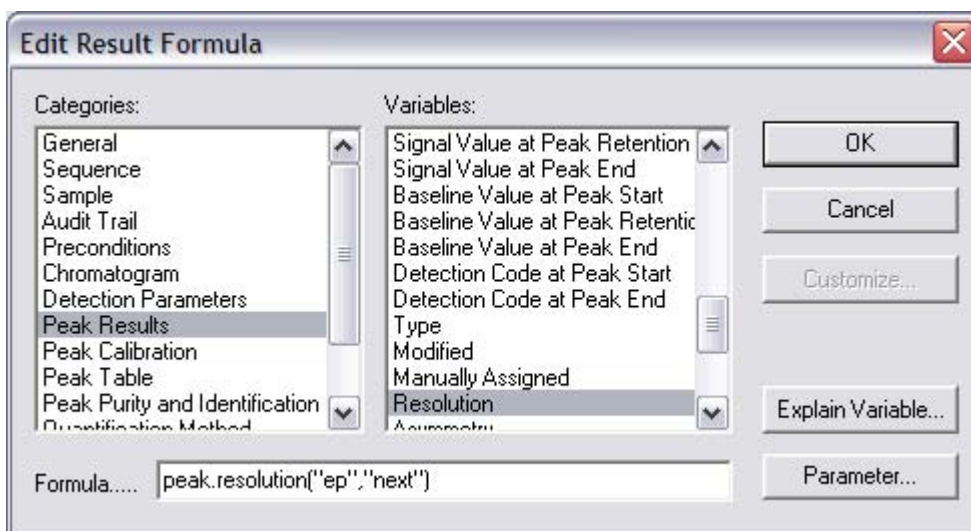 Edit Result Formula
Categories:
General
Sequence
Sample
Audit Trail
Preconditions
Chromatogram
Detection Parameters
Peak Results
Peak Calibration
Peak Table
Peak Purity and Identification
Quantification Method
Variables:
Signal Value at Peak Retention
Signal Value at Peak End
Baseline Value at Peak Start
Baseline Value at Peak Retentic
Baseline Value at Peak End
Detection Code at Peak Start
Detection Code at Peak End
Type
Modified
Manually Assigned
Resolution
Asymmetry
OK
Cancel
Customize...
Explain Variable...
Parameter...
Formula..... peak.resolution("ep","next")